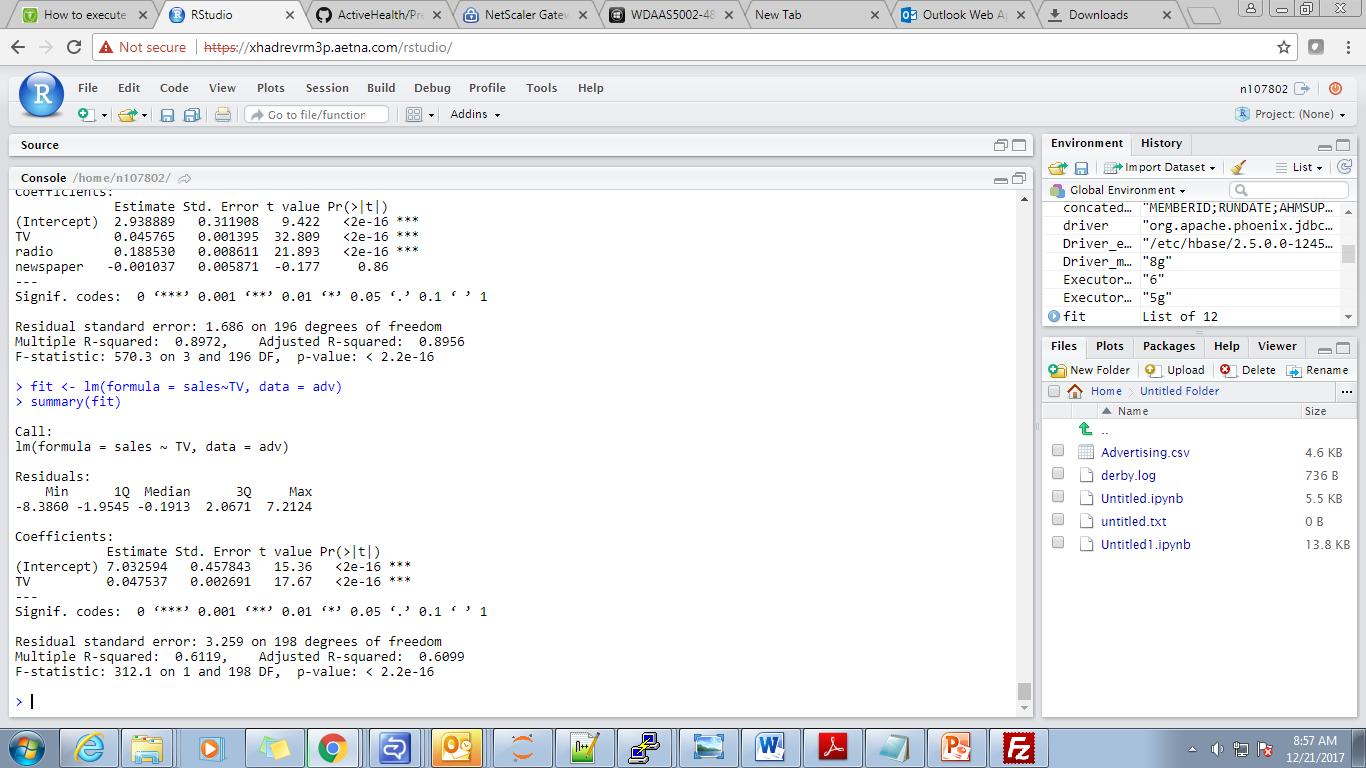 How to execute
RStudio
ActiveHealth/Pre
NetScaler Gatew
WDAAS5002-48
New Tab
Outlook Web Ap
Downloads
Not secure
https://xhadrevrm3p.aetna.com/rstudio/
R
File Edit Code View Plots Session Build Debug Profile Tools Help
n107802
Go to file/function
Addins
Project: (None)
Source
Console /home/n107802/
Coefficients:
Estimate Std. Error t value Pr(>|t|)
(Intercept) 2.938889 0.311908 9.422 <2e-16 ***
TV 0.045765 0.001395 32.809 <2e-16 ***
radio 0.188530 0.008611 21.893 <2e-16 ***
newspaper -0.001037 0.005871 -0.177 0.86
---
Signif. codes: 0 ‘***’ 0.001 ‘**’ 0.01 ‘*’ 0.05 ‘.’ 0.1 ‘ ’ 1
Residual standard error: 1.686 on 196 degrees of freedom
Multiple R-squared: 0.8972, Adjusted R-squared: 0.8956
F-statistic: 570.3 on 3 and 196 DF, p-value: < 2.2e-16
> fit <- lm(formula = sales~TV, data = adv)
> summary(fit)
Call:
lm(formula = sales ~ TV, data = adv)
Residuals:
Min 1Q Median 3Q Max
-8.3860 -1.9545 -0.1913 2.0671 7.2124
Coefficients:
Estimate Std. Error t value Pr(>|t|)
(Intercept) 7.032594 0.457843 15.36 <2e-16 ***
TV 0.047537 0.002691 17.67 <2e-16 ***
---
Signif. codes: 0 ‘***’ 0.001 ‘**’ 0.01 ‘*’ 0.05 ‘.’ 0.1 ‘ ’ 1
Residual standard error: 3.259 on 198 degrees of freedom
Multiple R-squared: 0.6119, Adjusted R-squared: 0.6099
F-statistic: 312.1 on 1 and 198 DF, p-value: < 2.2e-16
>
Environment History
Import Dataset
List
Global Environment
concated… "MEMBERID;RUNDATE;AHMSUP…
driver "org.apache.phoenix.jdbc…
Driver_e… "/etc/hbase/2.5.0.0-1245…
Driver_m… "8g"
Executor… "6"
Executor… "5g"
fit List of 12
Files Plots Packages Help Viewer
New Folder Upload Delete Rename
Home Untitled Folder ...
Name Size
..
Advertising.csv 4.6 KB
derby.log 736 B
Untitled.ipynb 5.5 KB
untitled.txt 0 B
Untitled1.ipynb 13.8 KB
8:57 AM
12/21/2017